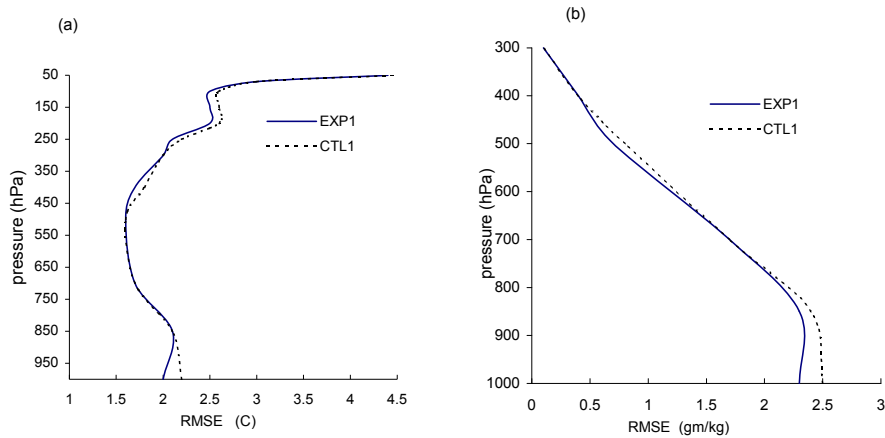 (a)
50
150
250
350
450
550
650
750
850
950
pressure (hPa)
EXP1
CTL1
1 1.5 2 2.5 3 3.5 4 4.5
RMSE (C)
(b)
300
400
500
600
700
800
900
1000
pressure (hPa)
EXP1
CTL1
0 0.5 1 1.5 2 2.5 3
RMSE (gm/kg)